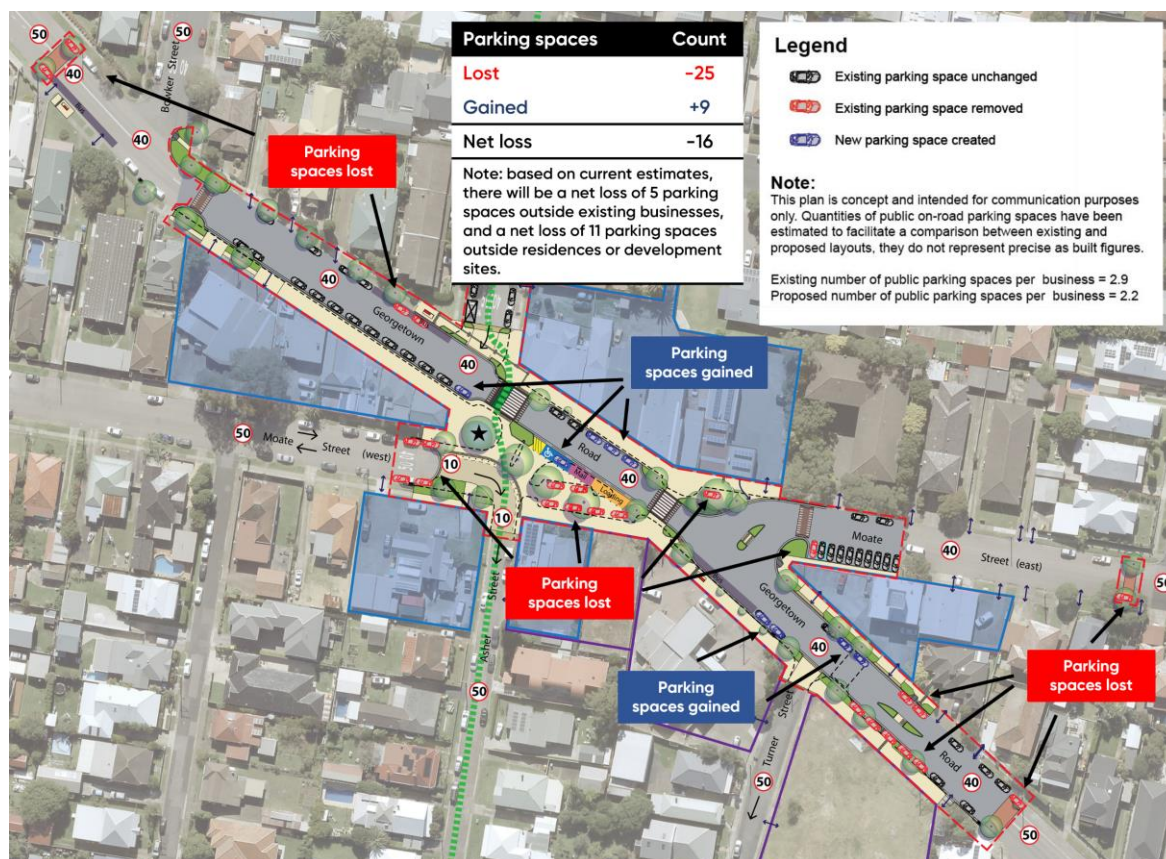 Parking spaces Count
Lost -25
Gained +9
Net loss -16
Note: based on current estimates,
there will be a net loss of 5 parking
spaces outside existing businesses,
and a net loss of 11 parking spaces
outside residences or development
sites.
Legend
Existing parking space unchanged
Existing parking space removed
New parking space created
Note:
This plan is concept and intended for communication purposes
only. Quantities of public on-road parking spaces have been
estimated to facilitate a comparison between existing and
proposed layouts, they do not represent precise as built figures.
Existing number of public parking spaces per business = 2.9
Proposed number of public parking spaces per business = 2.2
50
40
40
50
Bowker Street
Parking
spaces lost
40
Georgetown
40
Parking
spaces gained
Road
40
50
Moate
Street (west)
10
10
Loading
Parking
spaces lost
Moate
40
Street (east)
50
Georgetown
40
Asher Street
50
Parking
spaces gained
Turner Street
50
Parking
spaces lost
Road
40
50